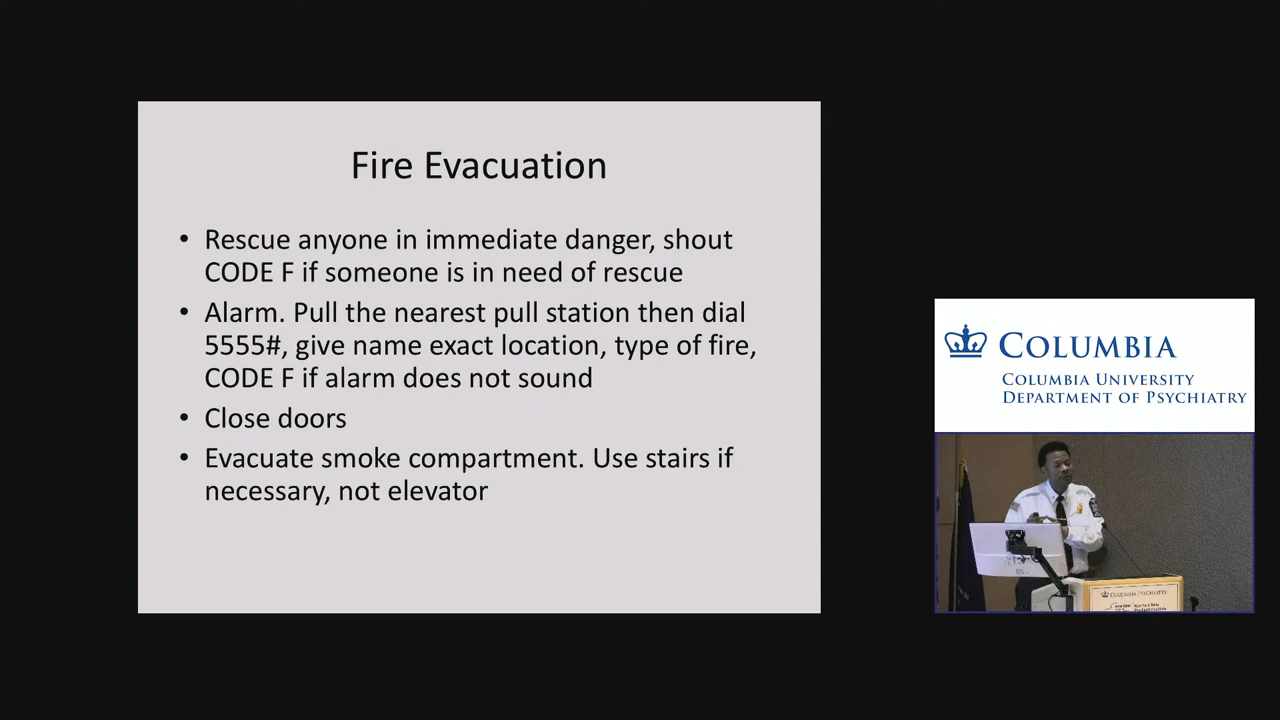 Fire Evacuation
• Rescue anyone in immediate danger, shout
CODE F if someone is in need of rescue
• Alarm. Pull the nearest pull station then dial
5555#, give name exact location, type of fire,
CODE F if alarm does not sound
• Close doors
• Evacuate smoke compartment. Use stairs if
necessary, not elevator
COLUMBIA
COLUMBIA UNIVERSITY
DEPARTMENT OF PSYCHIATRY
COLUMBIA PSYCHIATRY